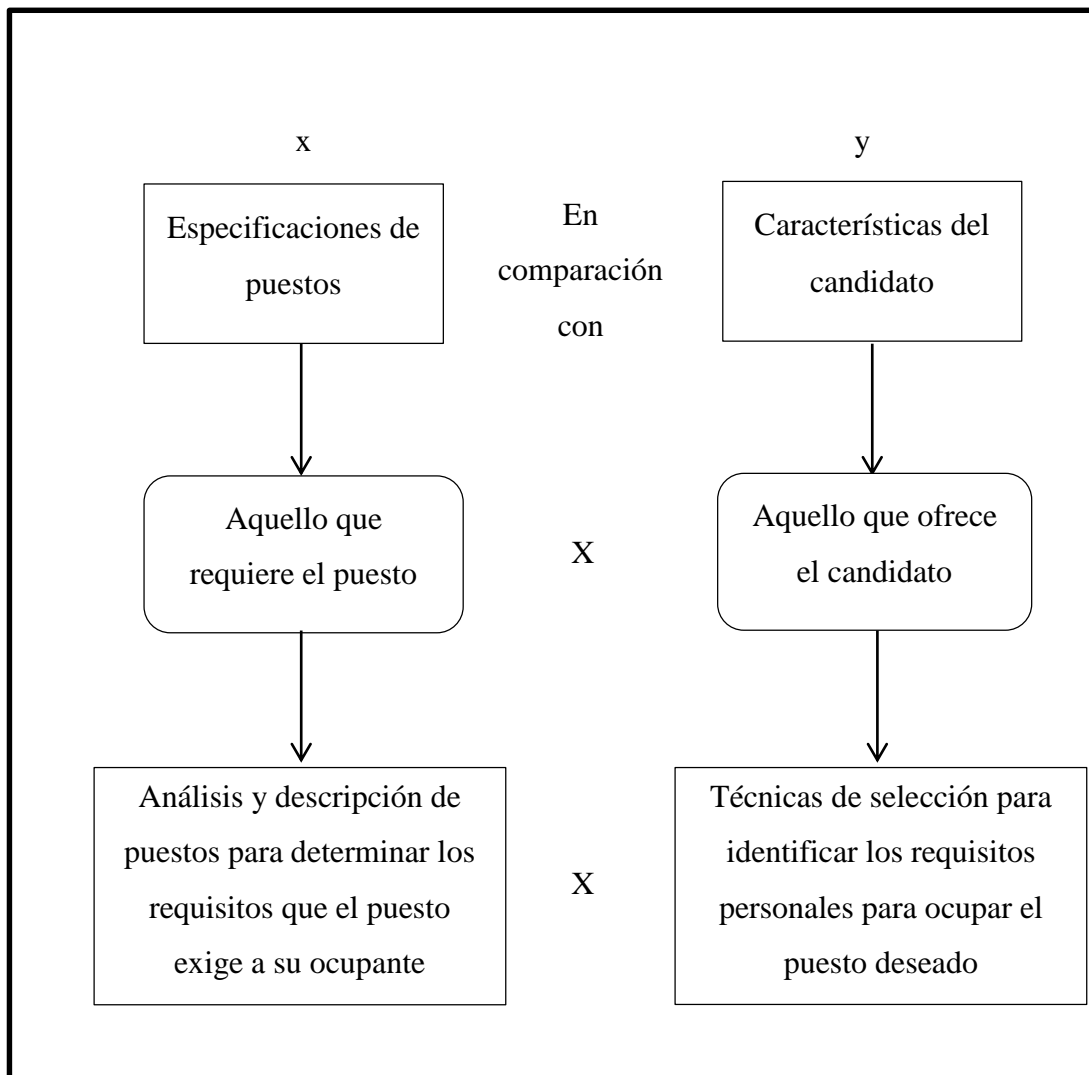 x
y
Especificaciones de
puestos
En
comparación
con
Características del
candidato
Aquello que
requiere el puesto
X
Aquello que ofrece
el candidato
Análisis y descripción de
puestos para determinar los
requisitos que el puesto
exige a su ocupante
X
Técnicas de selección para
identificar los requisitos
personales para ocupar el
puesto deseado